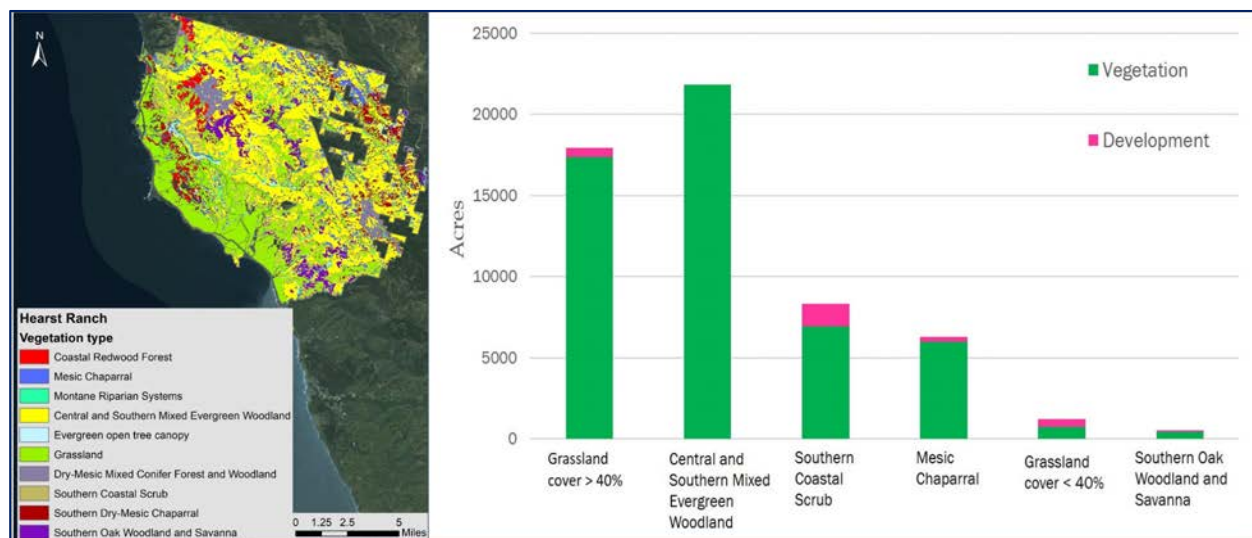 N
Hearst Ranch
Vegetation type
Coastal Redwood Forest
Mesic Chaparral
Montane Riparian Systems
Central and Southern Mixed Evergreen Woodland
Evergreen open tree canopy
Grassland
Dry-Mesic Mixed Conifer Forest and Woodland
Southern Coastal Scrub
Southern Dry-Mesic Chaparral
Southern Oak Woodland and Savanna
0 1.25 2.5 5
Miles
Acres
25000
20000
15000
10000
5000
0
Vegetation
Development
Grassland
cover > 40%
Central and
Southern Mixed
Evergreen
Woodland
Southern
Coastal
Scrub
Mesic
Chaparral
Grassland
cover < 40%
Southern Oak
Woodland and
Savanna